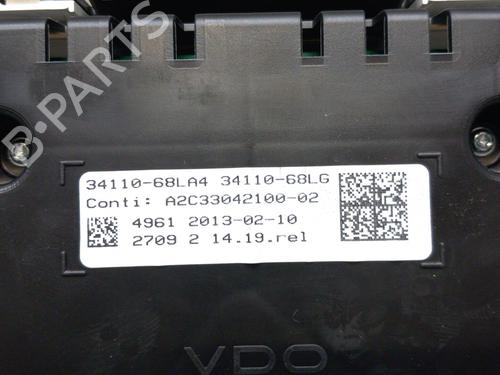 34110-68LA4 34110-68LG
Conti: A2C33042100-02
4961 2013-02-10
2709 2 14.19.rel
VDO
B-PARTS